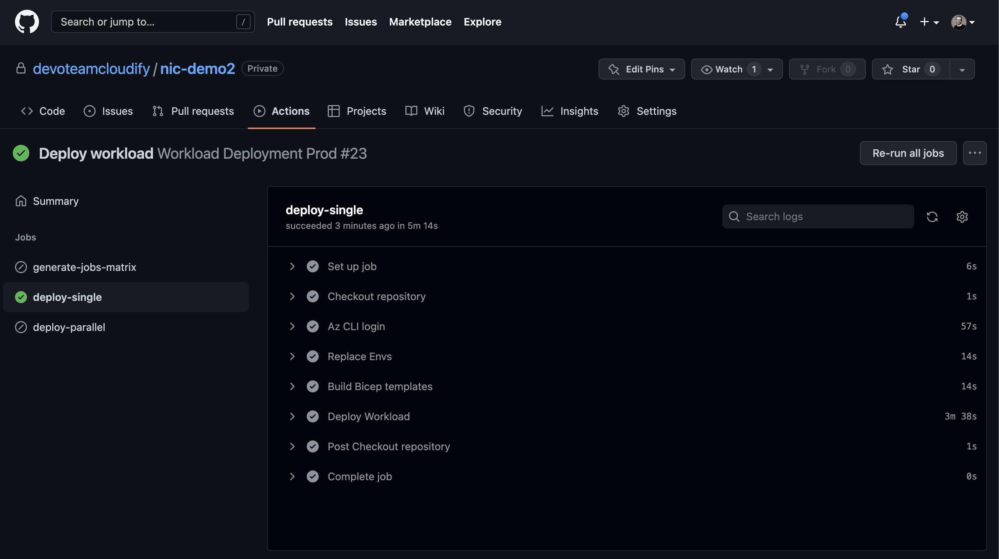 Search or jump to... / Pull requests Issues Marketplace Explore
devoteamcloudify / nic-demo2 Private Edit Pins Watch 1 Fork 0 Star 0
Code Issues Pull requests Actions Projects Wiki Security Insights Settings
Deploy workload Workload Deployment Prod #23 Re-run all jobs ...
Summary
Jobs
generate-jobs-matrix
deploy-single
deploy-parallel
deploy-single
succeeded 3 minutes ago in 5m 14s
Search logs
Set up job 6s
Checkout repository 1s
Az CLI login 57s
Replace Envs 14s
Build Bicep templates 14s
Deploy Workload 3m 38s
Post Checkout repository 1s
Complete job 0s